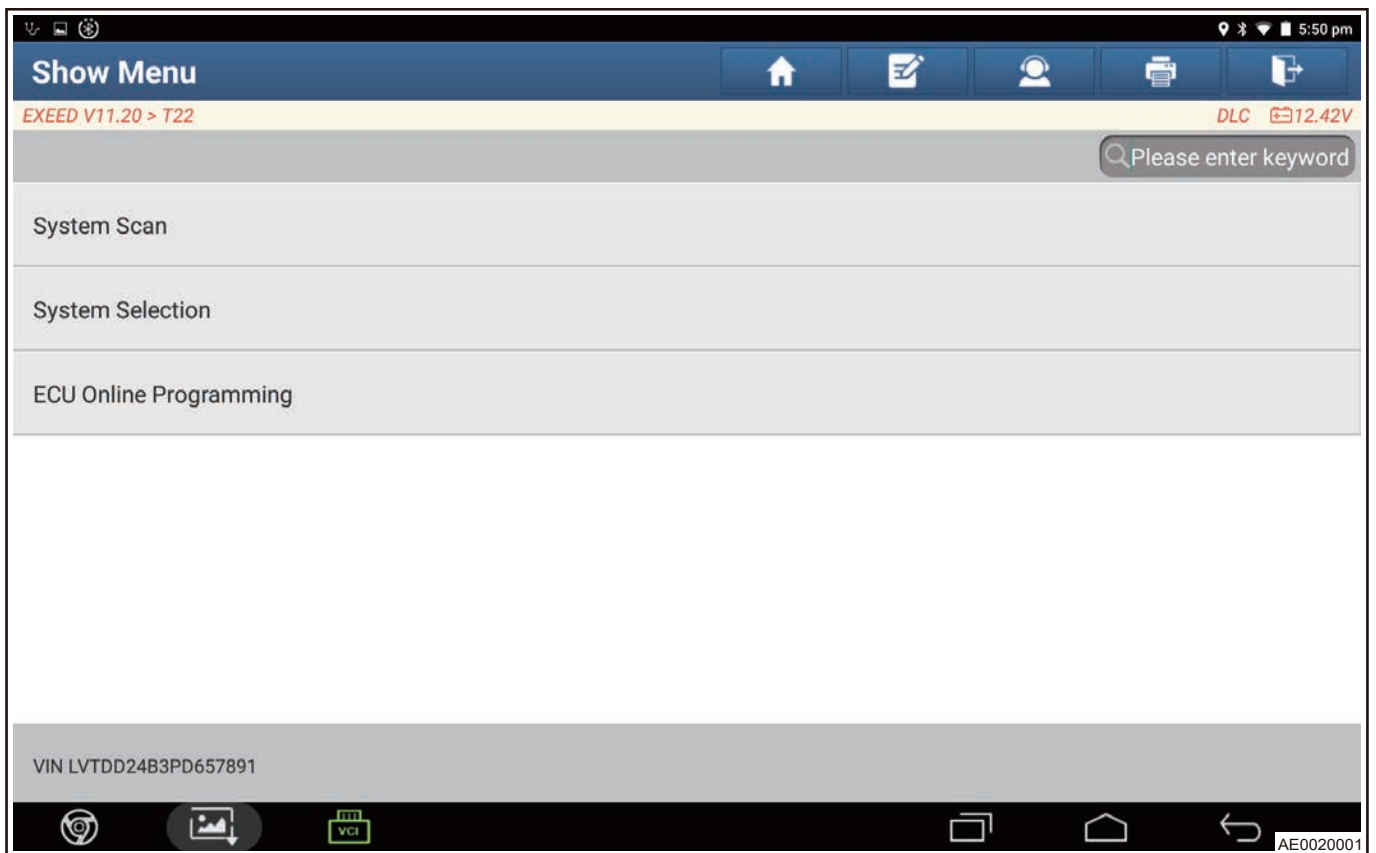 5:50 pm
Show Menu
EXEED V11.20 > T22
DLC 12.42V
Please enter keyword
System Scan
System Selection
ECU Online Programming
VIN LVTDD24B3PD657891
VCI
AE0020001